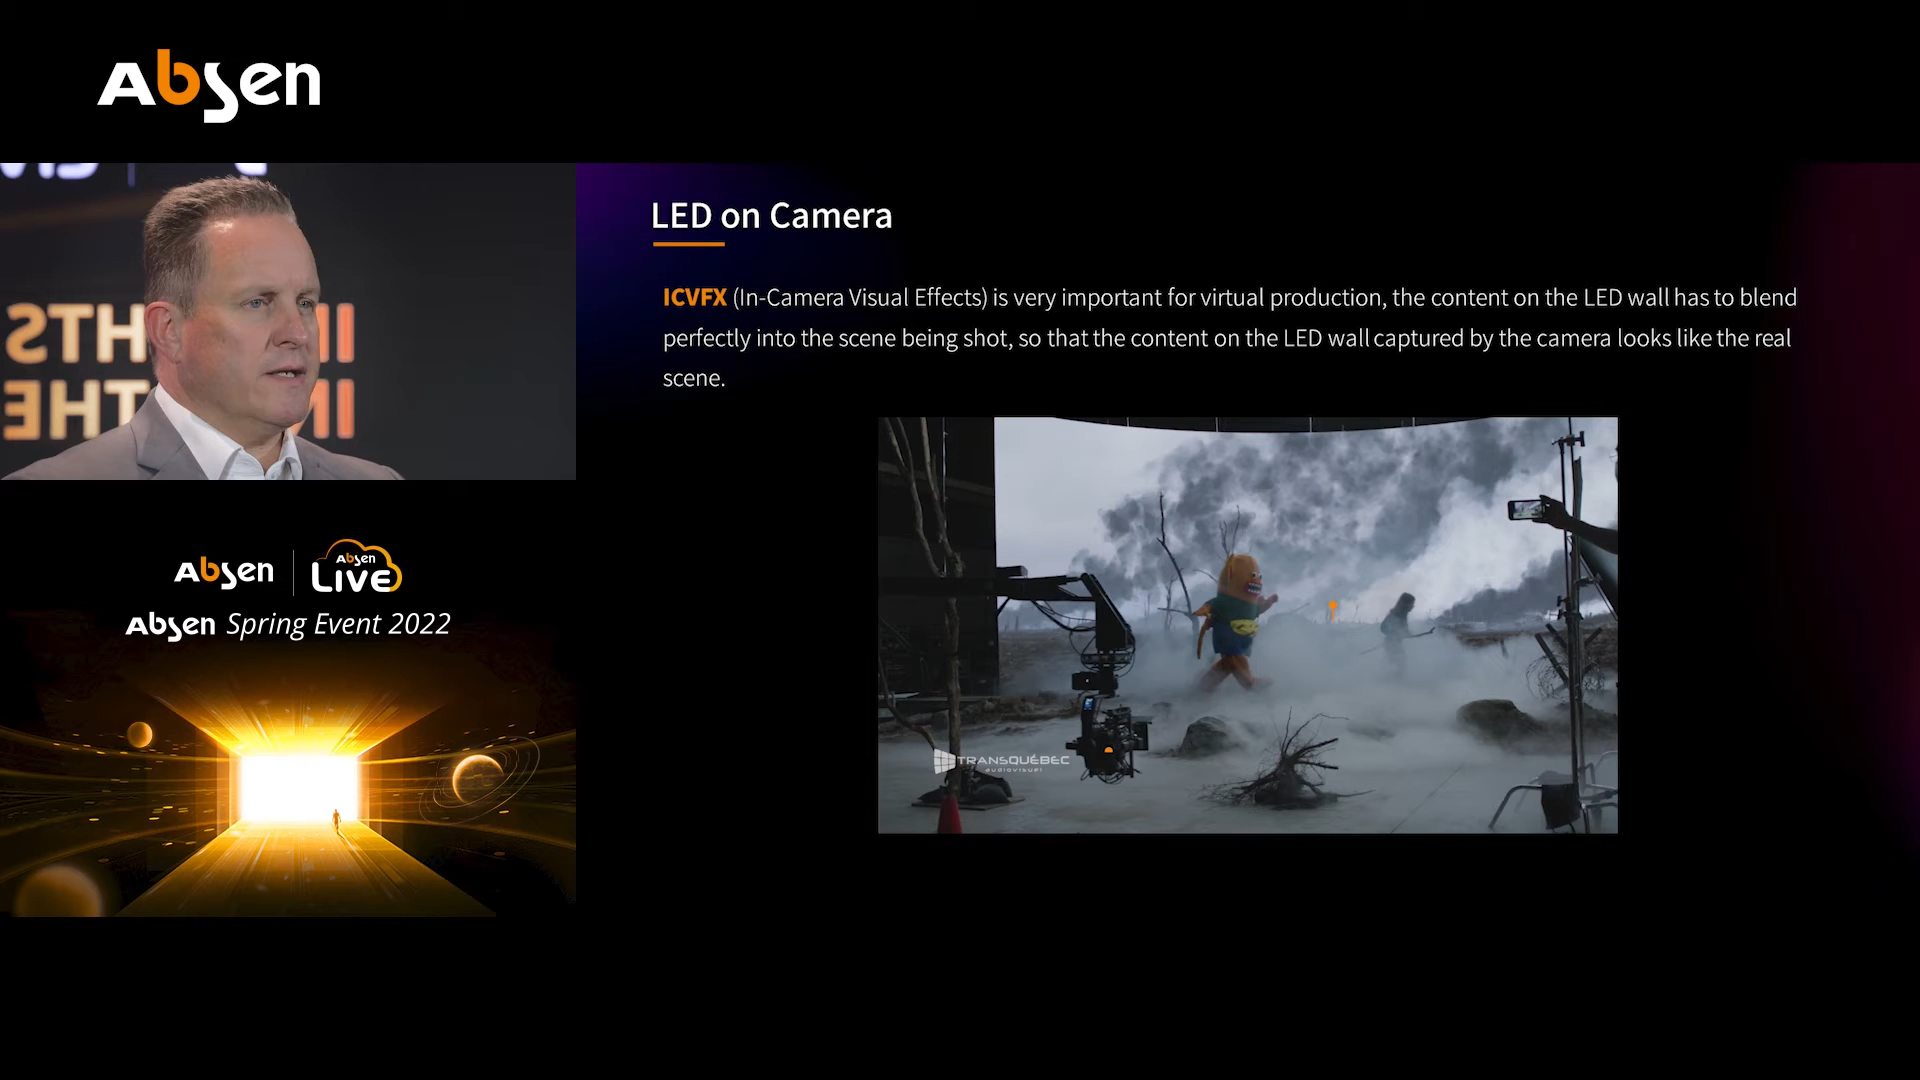 Absen
LED on Camera
ICVFX (In-Camera Visual Effects) is very important for virtual production, the content on the LED wall has to blend
perfectly into the scene being shot, so that the content on the LED wall captured by the camera looks like the real
scene.
TRANSQUÉBEC
audiovisuel
Absen
Absen
LIVE
Absen Spring Event 2022